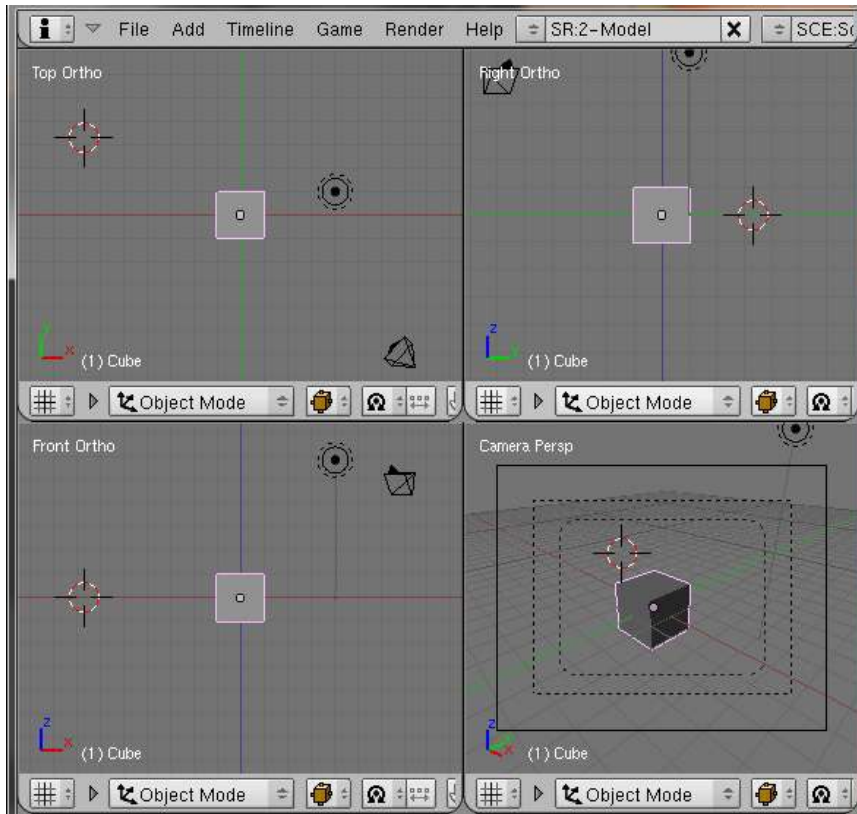 File Add Timeline Game Render Help SR:2-Model SCE:Sc
Top Ortho
Right Ortho
y
x
(1) Cube
z
y
(1) Cube
Object Mode
Object Mode
Front Ortho
Camera Persp
z
x
(1) Cube
z
x
(1) Cube
Object Mode
Object Mode